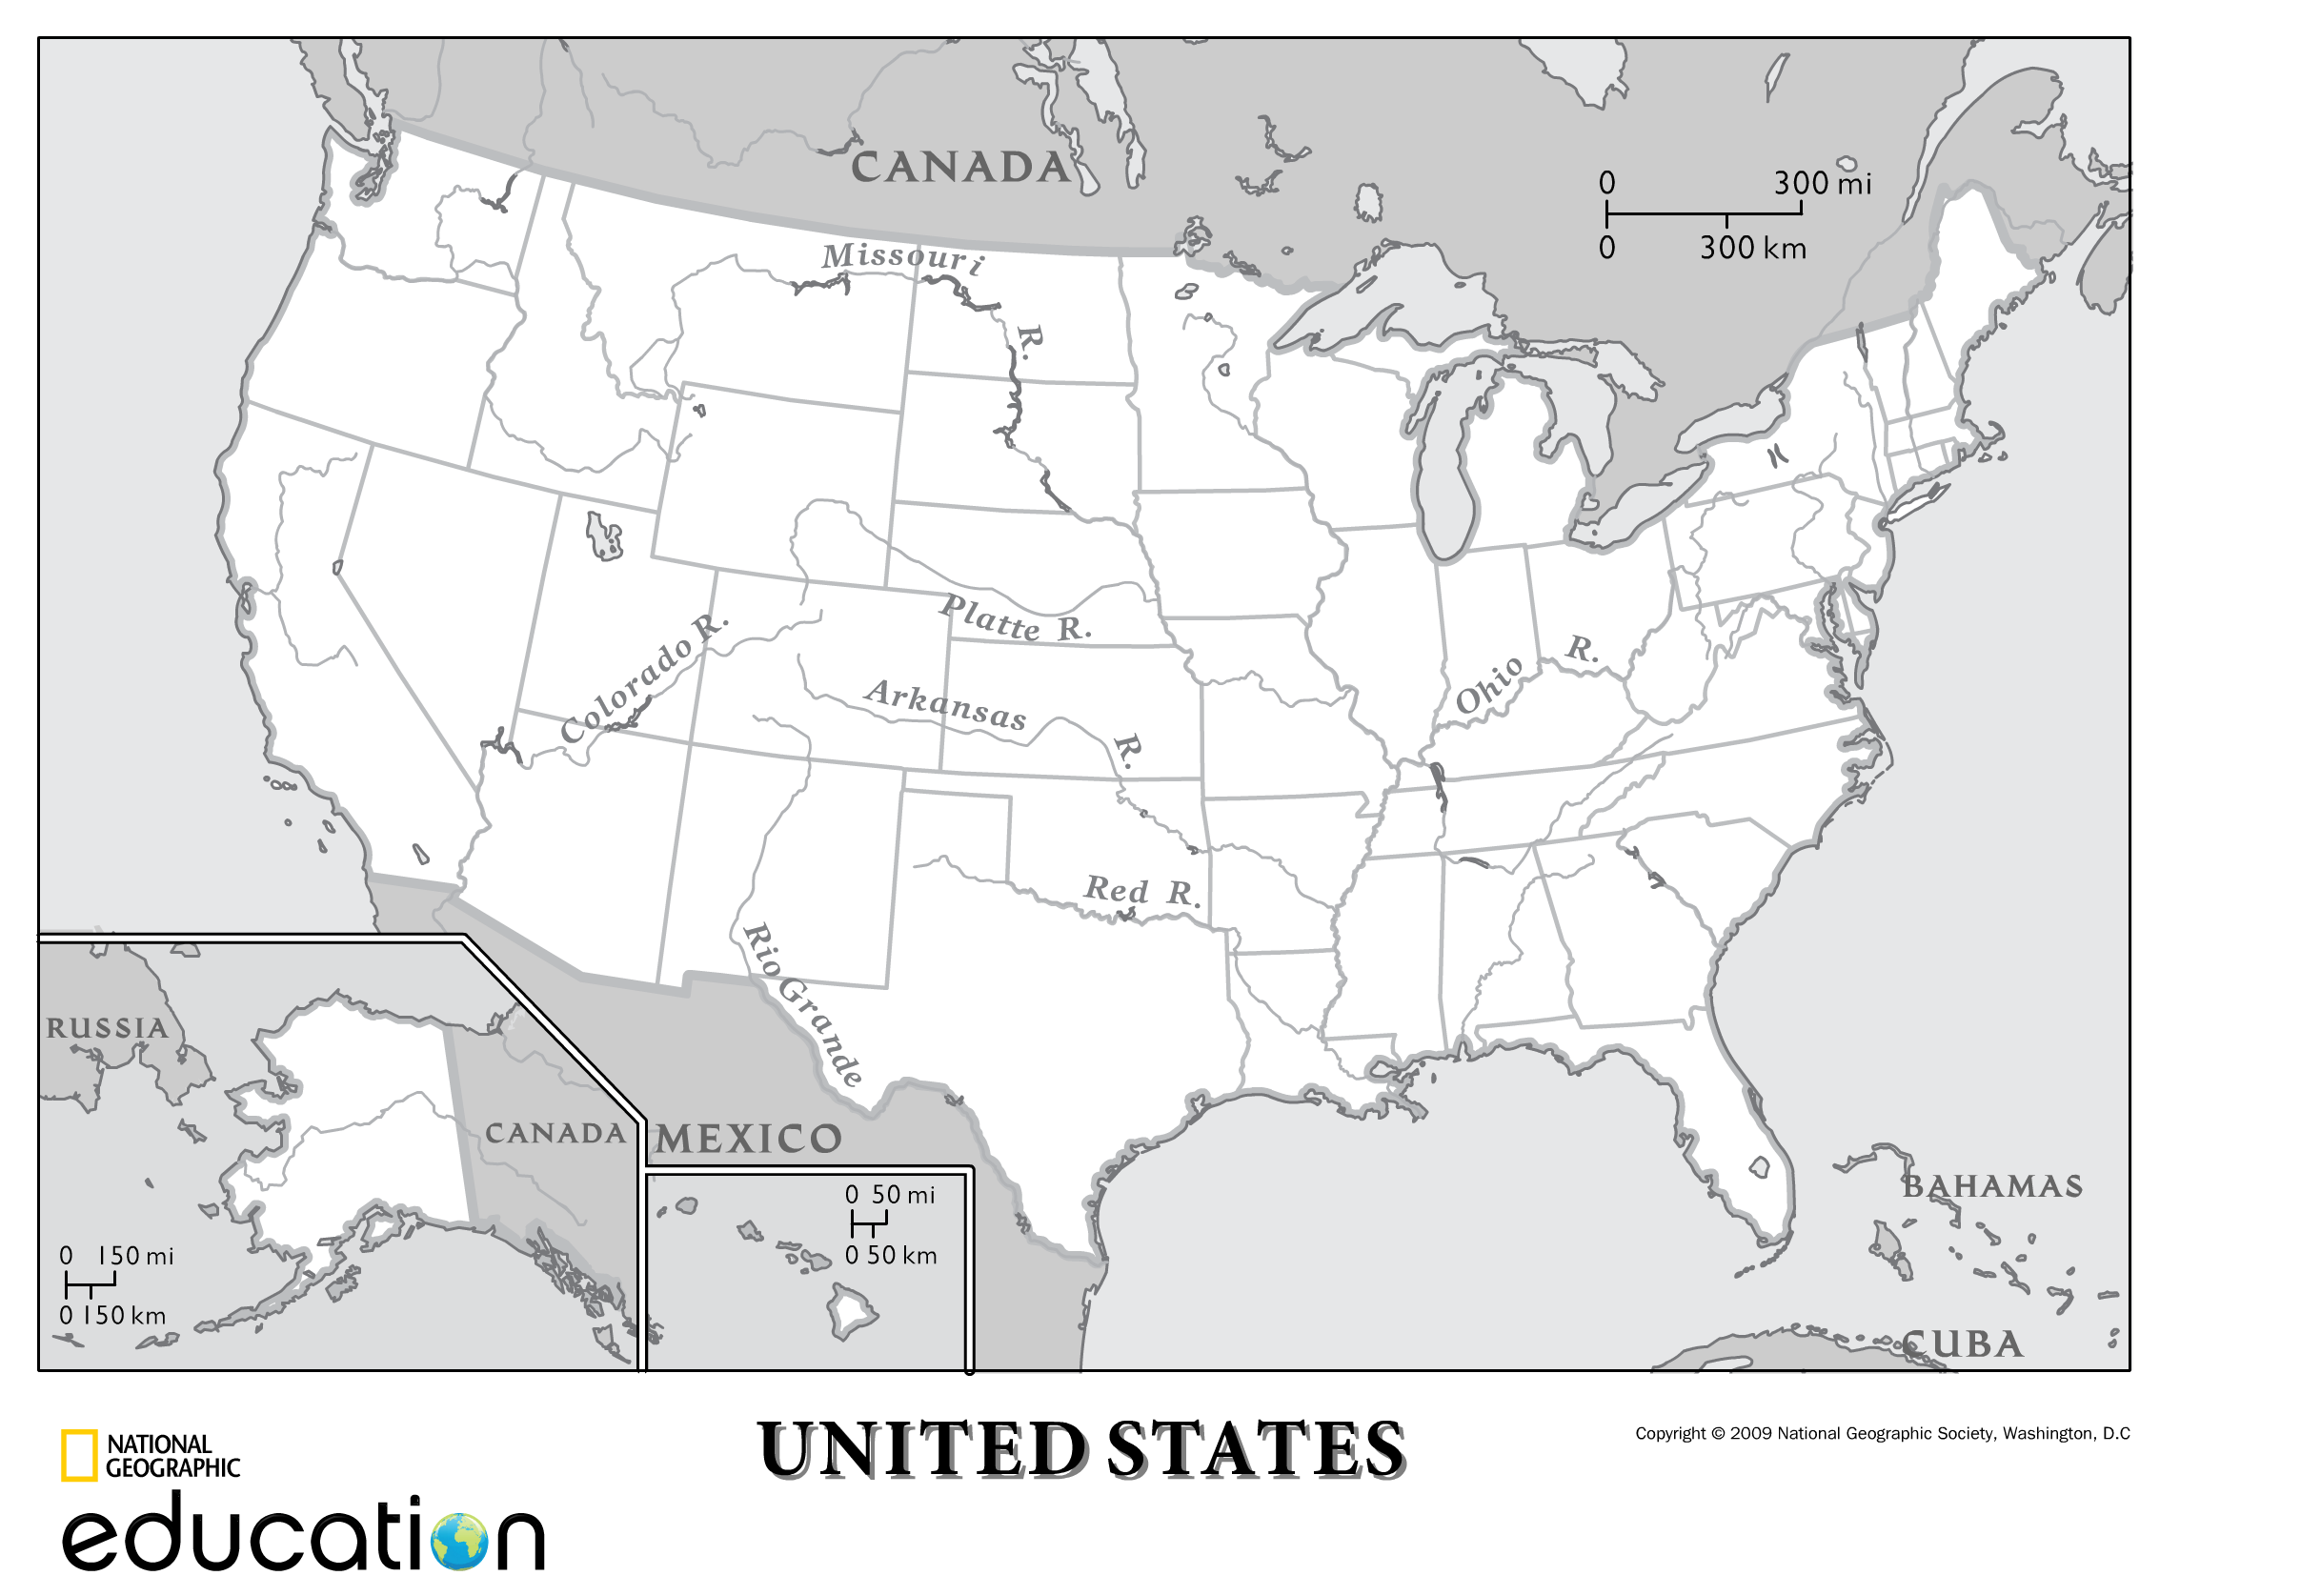 CANADA
0 300 mi
0 300 km
Missouri
R.
Platte R.
Colorado R.
Ohio R.
Arkansas
R.
Red R.
Rio Grande
RUSSIA
CANADA
MEXICO
0 50 mi
0 50 km
BAHAMAS
0 150 mi
0 150 km
CUBA
UNITED STATES
Copyright © 2009 National Geographic Society, Washington, D.C
NATIONAL
GEOGRAPHIC
education